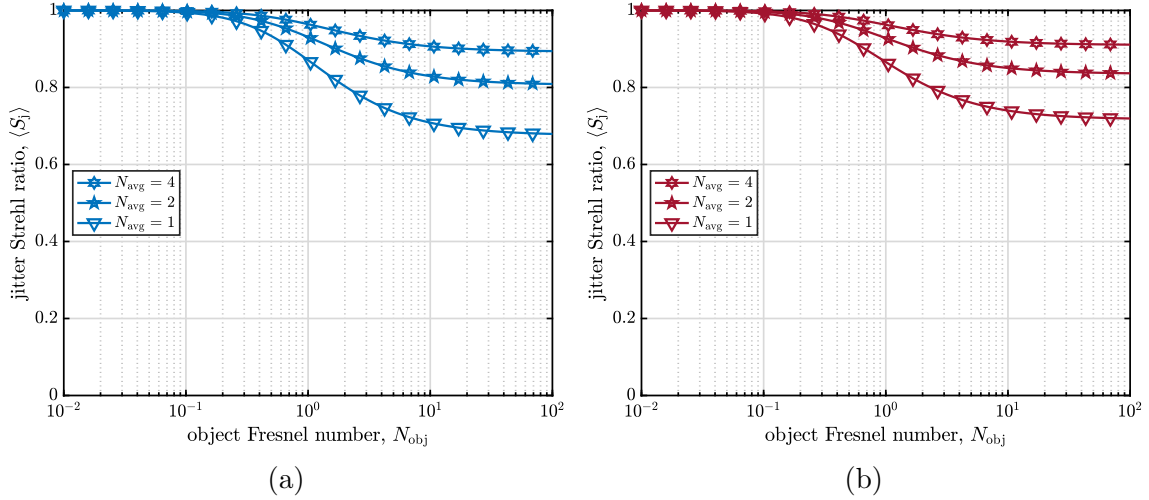 1
0.8
0.6
0.4
0.2
0
jitter Strehl ratio, ⟨S_j⟩
N_avg = 4
N_avg = 2
N_avg = 1
10^-2
10^-1
10^0
10^1
10^2
object Fresnel number, N_obj
(a)
1
0.8
0.6
0.4
0.2
0
jitter Strehl ratio, ⟨S_j⟩
N_avg = 4
N_avg = 2
N_avg = 1
10^-2
10^-1
10^0
10^1
10^2
object Fresnel number, N_obj
(b)